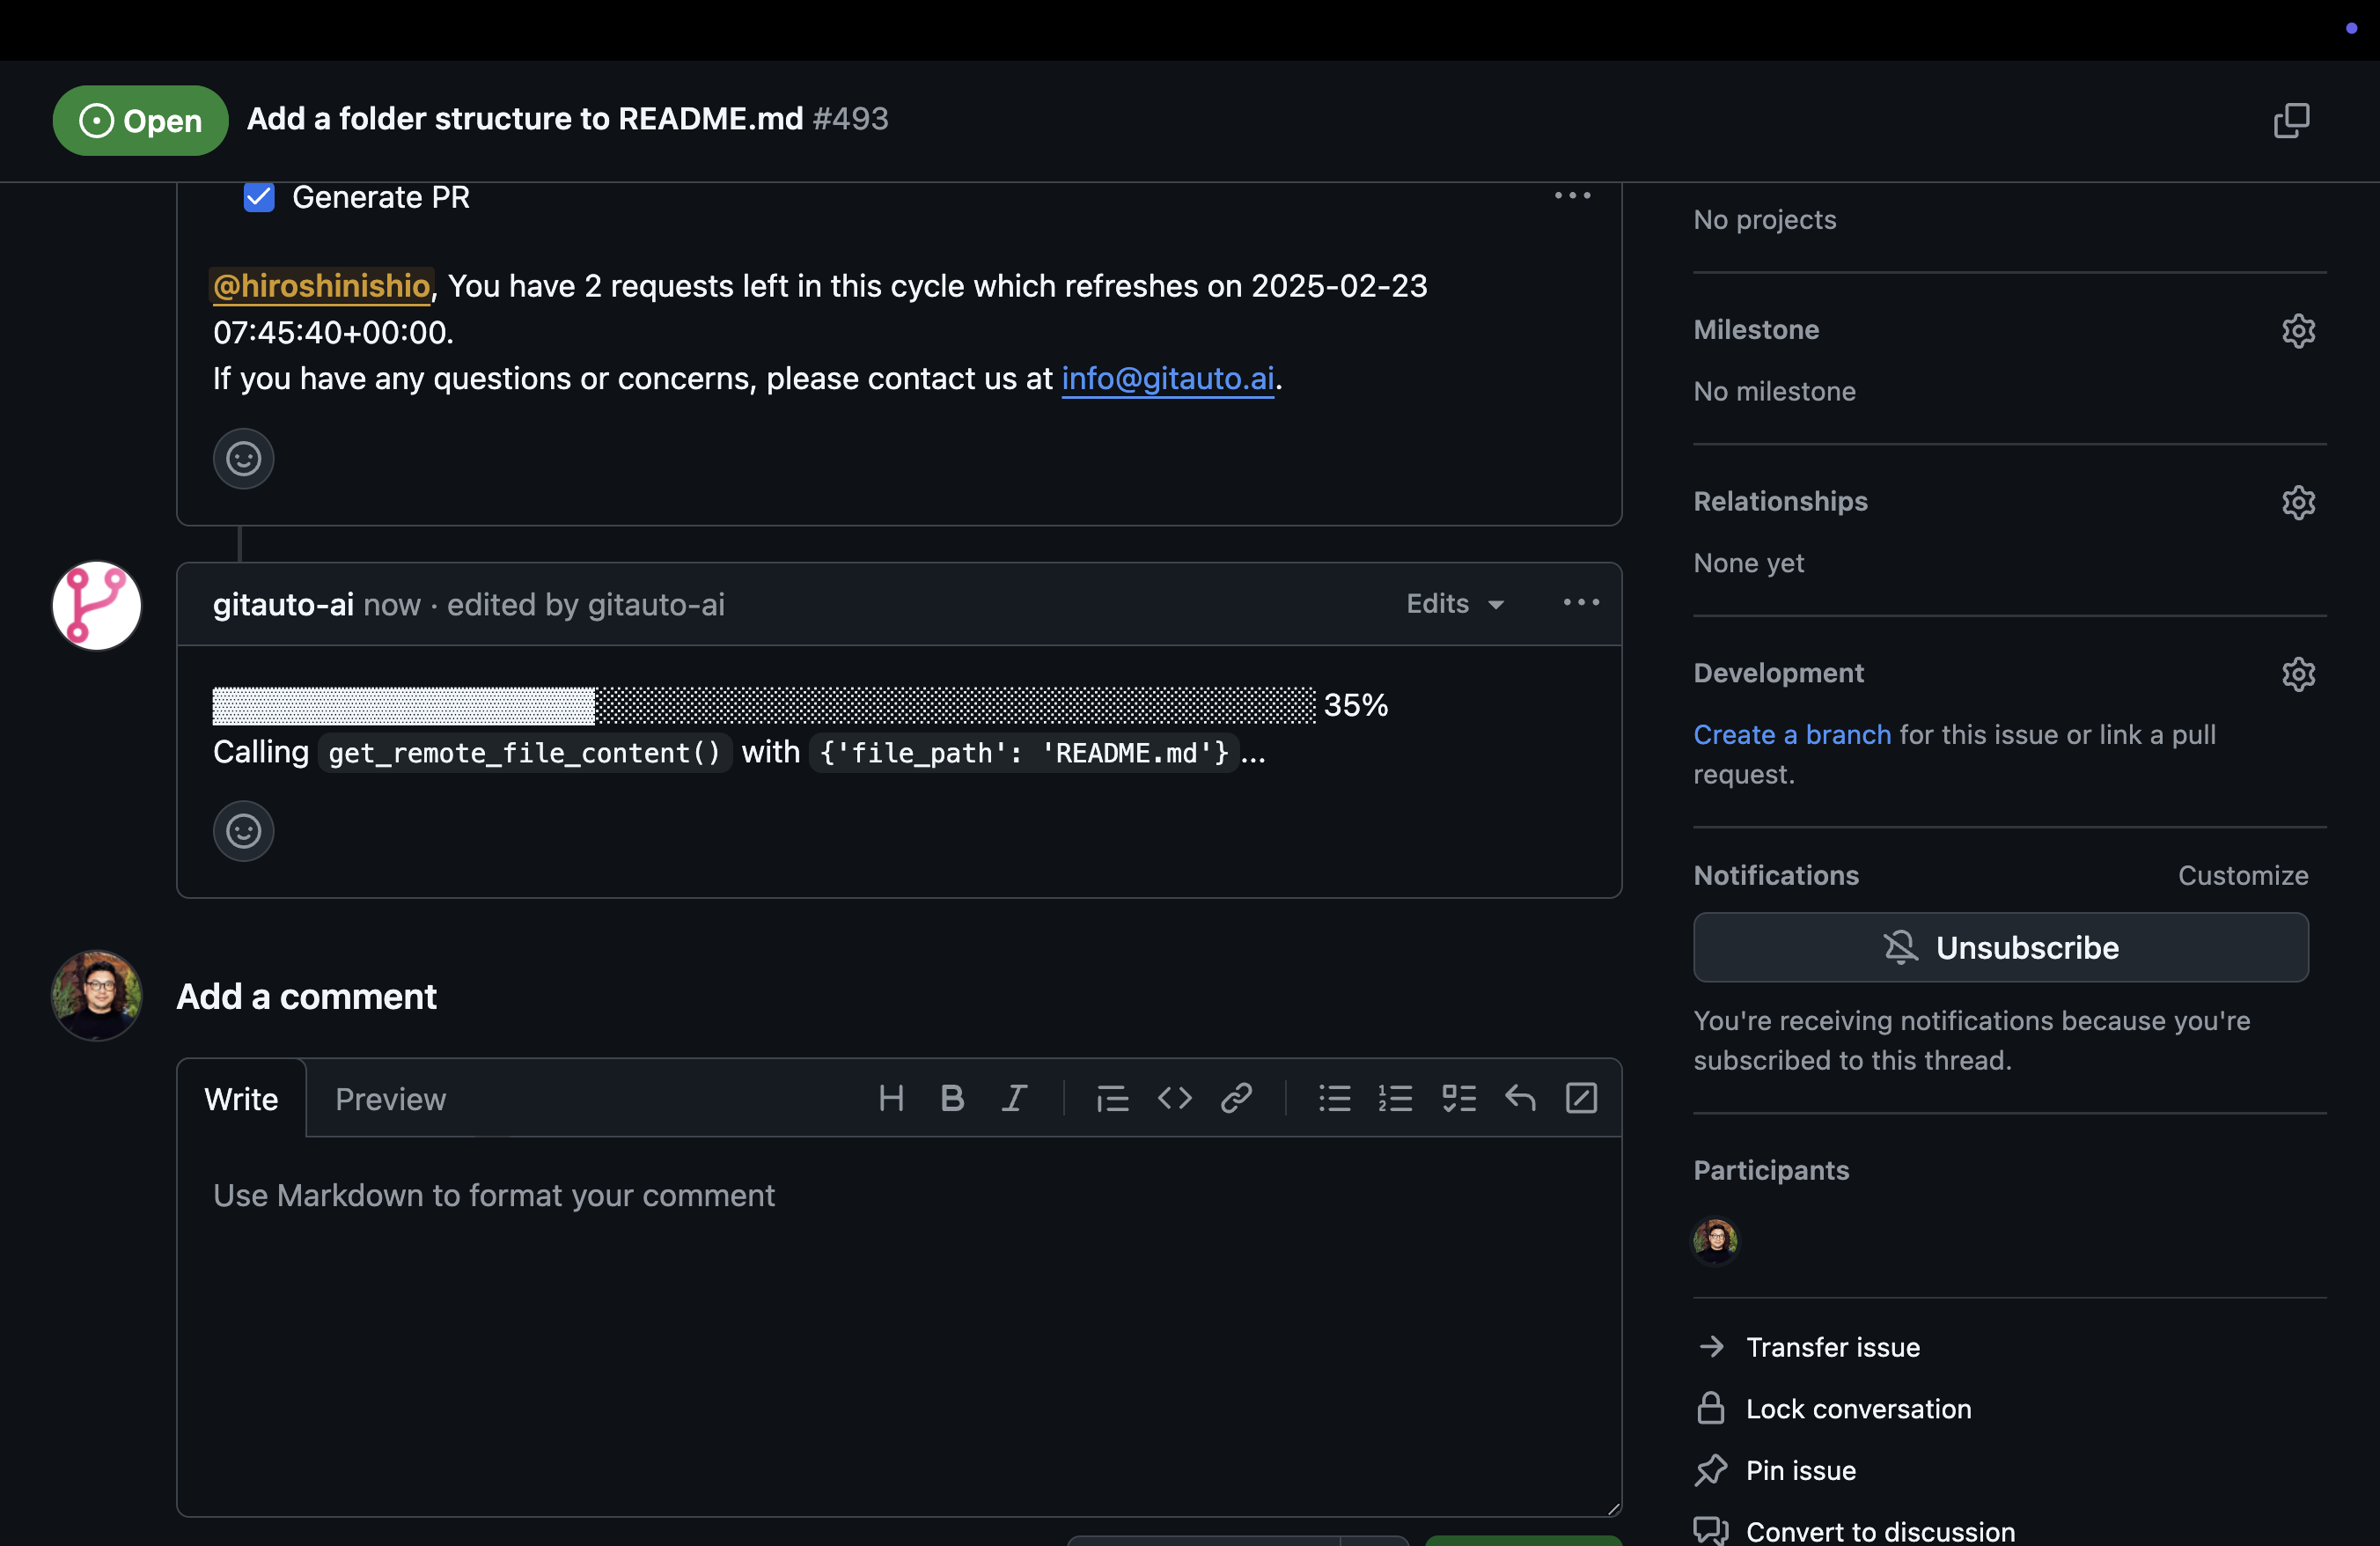 Open
Add a folder structure to README.md #493
Generate PR
@hiroshinishio, You have 2 requests left in this cycle which refreshes on 2025-02-23
07:45:40+00:00.
If you have any questions or concerns, please contact us at info@gitauto.ai.
gitauto-ai now · edited by gitauto-ai
Edits
35%
Calling get_remote_file_content() with {'file_path': 'README.md'}...
Add a comment
Write
Preview
Use Markdown to format your comment
No projects
Milestone
No milestone
Relationships
None yet
Development
Create a branch for this issue or link a pull
request.
Notifications
Customize
Unsubscribe
You're receiving notifications because you're
subscribed to this thread.
Participants
Transfer issue
Lock conversation
Pin issue
Convert to discussion